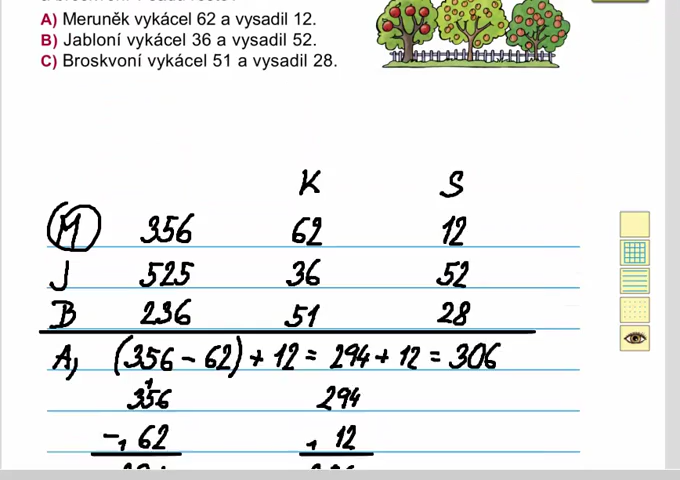 A) Meruněk vykácel 62 a vysadil 12.
B) Jabloní vykácel 36 a vysadil 52.
C) Broskvoní vykácel 51 a vysadil 28.
K S
M 356 62 12
J 525 36 52
B 236 51 28
A, (356 - 62) + 12 = 294 + 12 = 306
356 294
- 62 12